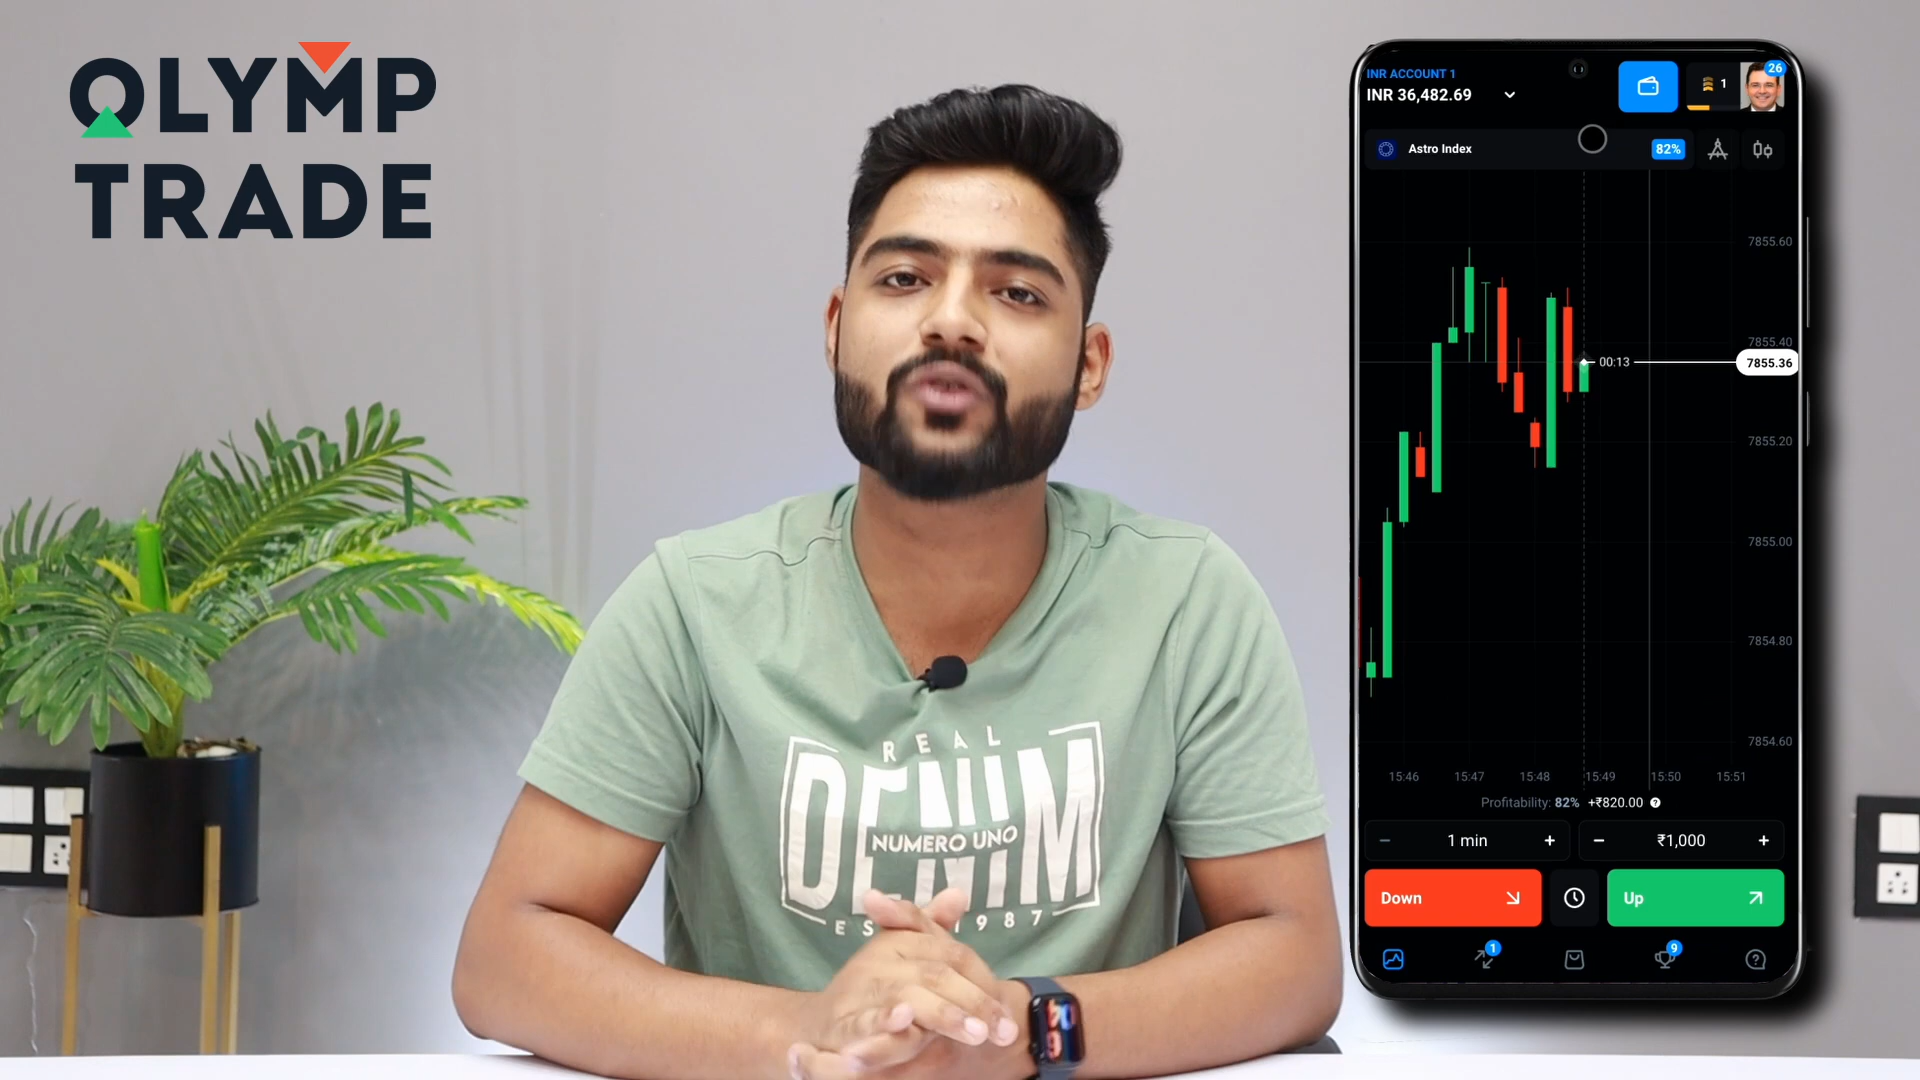 OLYMP
TRADE
REAL
DENIM
NUMERO UNO
ES 1987
INR ACCOUNT 1
INR 36,482.69
1
26
Astro Index
82%
7855.60
7855.40
00:13
7855.36
7855.20
7855.00
7854.80
7854.60
15:46 15:47 15:48 15:49 15:50 15:51
Profitability: 82% +₹820.00 ?
− 1 min + − ₹1,000 +
Down Up
1 9
?